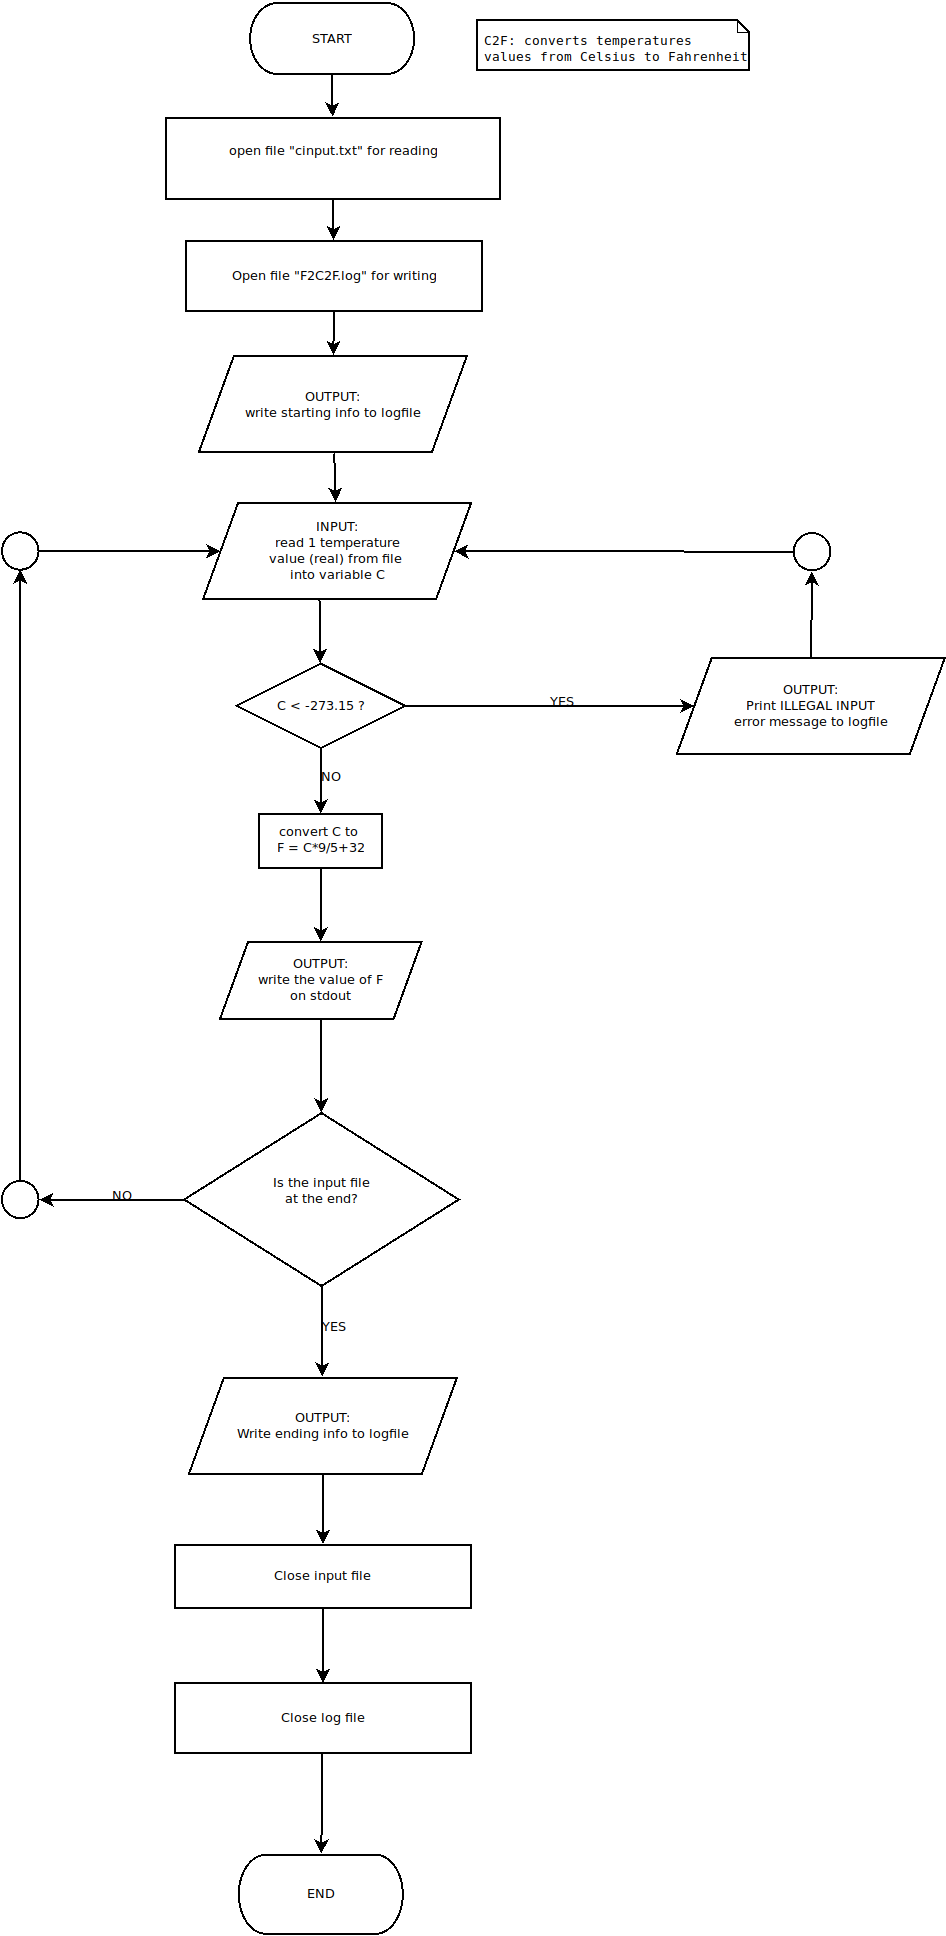 START
C2F: converts temperatures
values from Celsius to Fahrenheit
open file "cinput.txt" for reading
Open file "F2C2F.log" for writing
OUTPUT:
write starting info to logfile
INPUT:
read 1 temperature
value (real) from file
into variable C
C < -273.15 ?
YES
OUTPUT:
Print ILLEGAL INPUT
error message to logfile
NO
convert C to
F = C*9/5+32
OUTPUT:
write the value of F
on stdout
Is the input file
at the end?
NO
YES
OUTPUT:
Write ending info to logfile
Close input file
Close log file
END